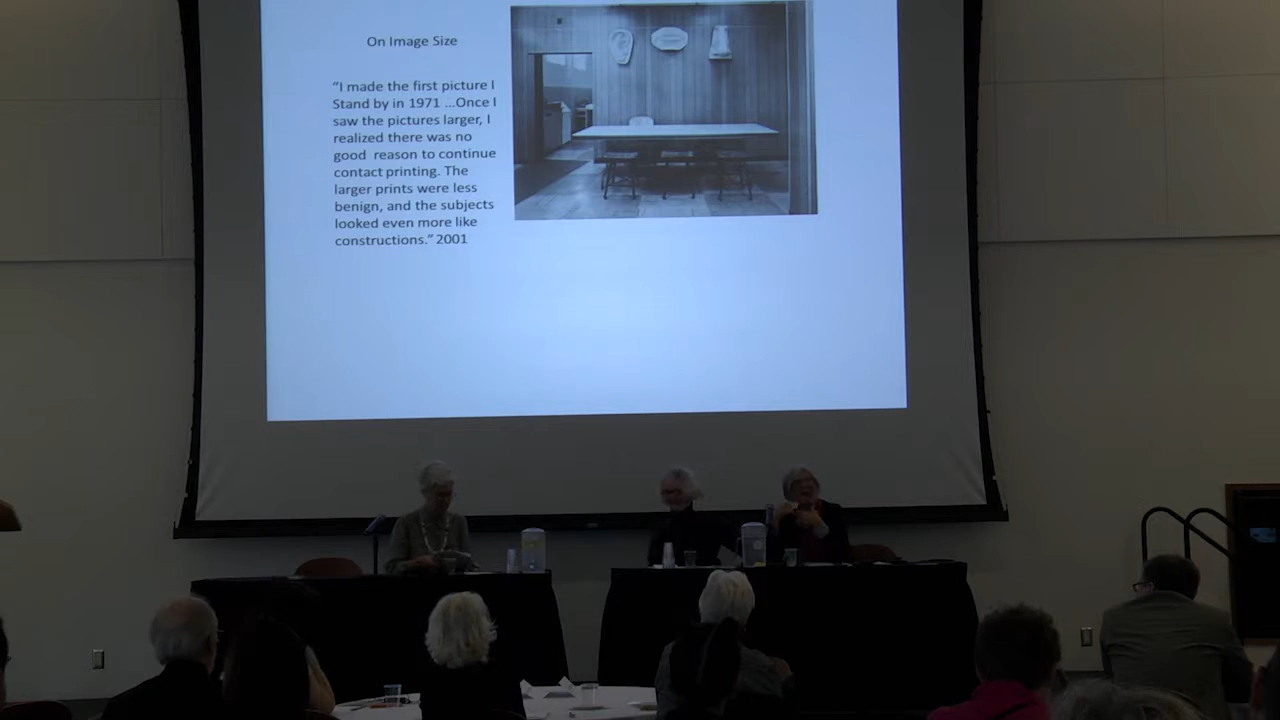 On Image Size
“I made the first picture I
Stand by in 1971 ...Once I
saw the pictures larger, I
realized there was no
good  reason to continue
contact printing. The
larger prints were less
benign, and the subjects
looked even more like
constructions.” 2001